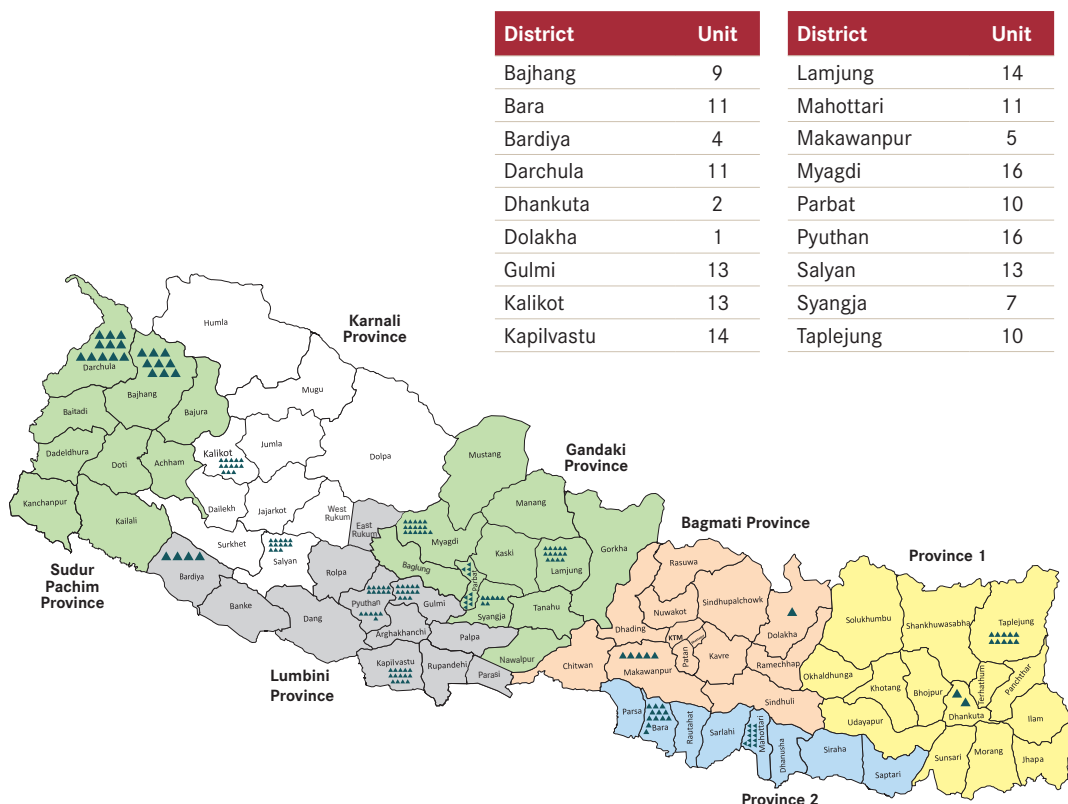 District Unit
Bajhang 9
Bara 11
Bardiya 4
Darchula 11
Dhankuta 2
Dolakha 1
Gulmi 13
Kalikot 13
Kapilvastu 14
District Unit
Lamjung 14
Mahottari 11
Makawanpur 5
Myagdi 16
Parbat 10
Pyuthan 16
Salyan 13
Syangja 7
Taplejung 10
Karnali
Province
Humla
Mugu
Jumla
Dolpa
Kalikot
Dailekh
Jajarkot
West
Rukum
Surkhet
Salyan
Darchula
Bajhang
Baitadi
Bajura
Dadeldhura
Doti
Achham
Kanchanpur
Kailali
Sudur
Pachim
Province
Gandaki
Province
Mustang
Manang
Myagdi
Kaski
Lamjung
Gorkha
Baglung
Parbat
Syangja
Tanahu
Nawalpur
East
Rukum
Rolpa
Bardiya
Banke
Dang
Pyuthan
Gulmi
Arghakhanchi
Palpa
Kapilvastu
Rupandehi
Parasi
Lumbini
Province
Bagmati Province
Rasuwa
Nuwakot
Sindhupalchowk
Dhading
KTM
Patan
Kavre
Dolakha
Ramechhap
Chitwan
Makawanpur
Sindhuli
Province 1
Solukhumbu
Shankhuwasabha
Taplejung
Okhaldhunga
Khotang
Bhojpur
Terhathum
Panchthar
Dhankuta
Udayapur
Ilam
Sunsari
Morang
Jhapa
Parsa
Bara
Rautahat
Sarlahi
Mahottari
Dhanusha
Siraha
Saptari
Province 2